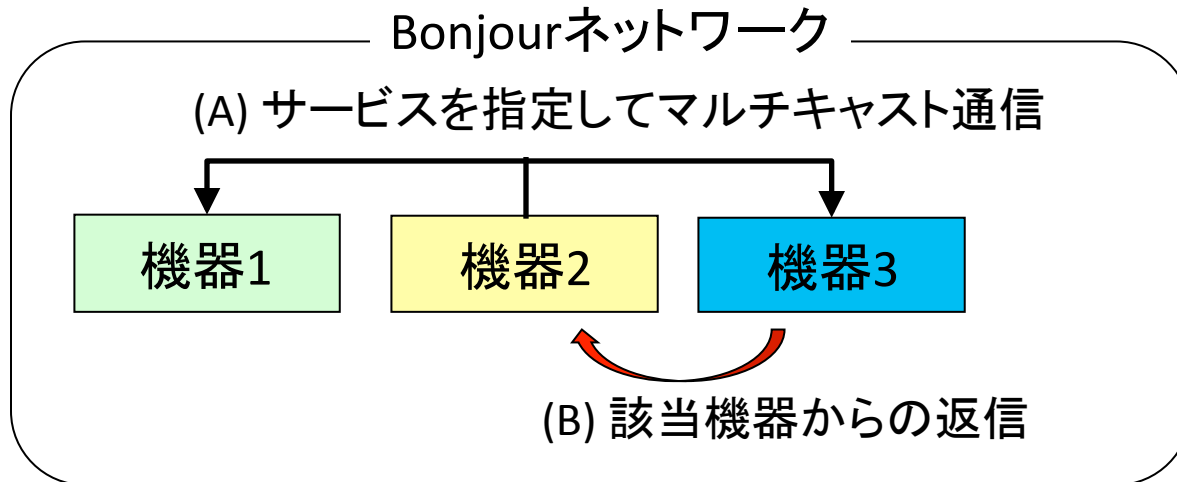 Bonjourネットワーク
(A) サービスを指定してマルチキャスト通信
機器1
機器2
機器3
(B) 該当機器からの返信